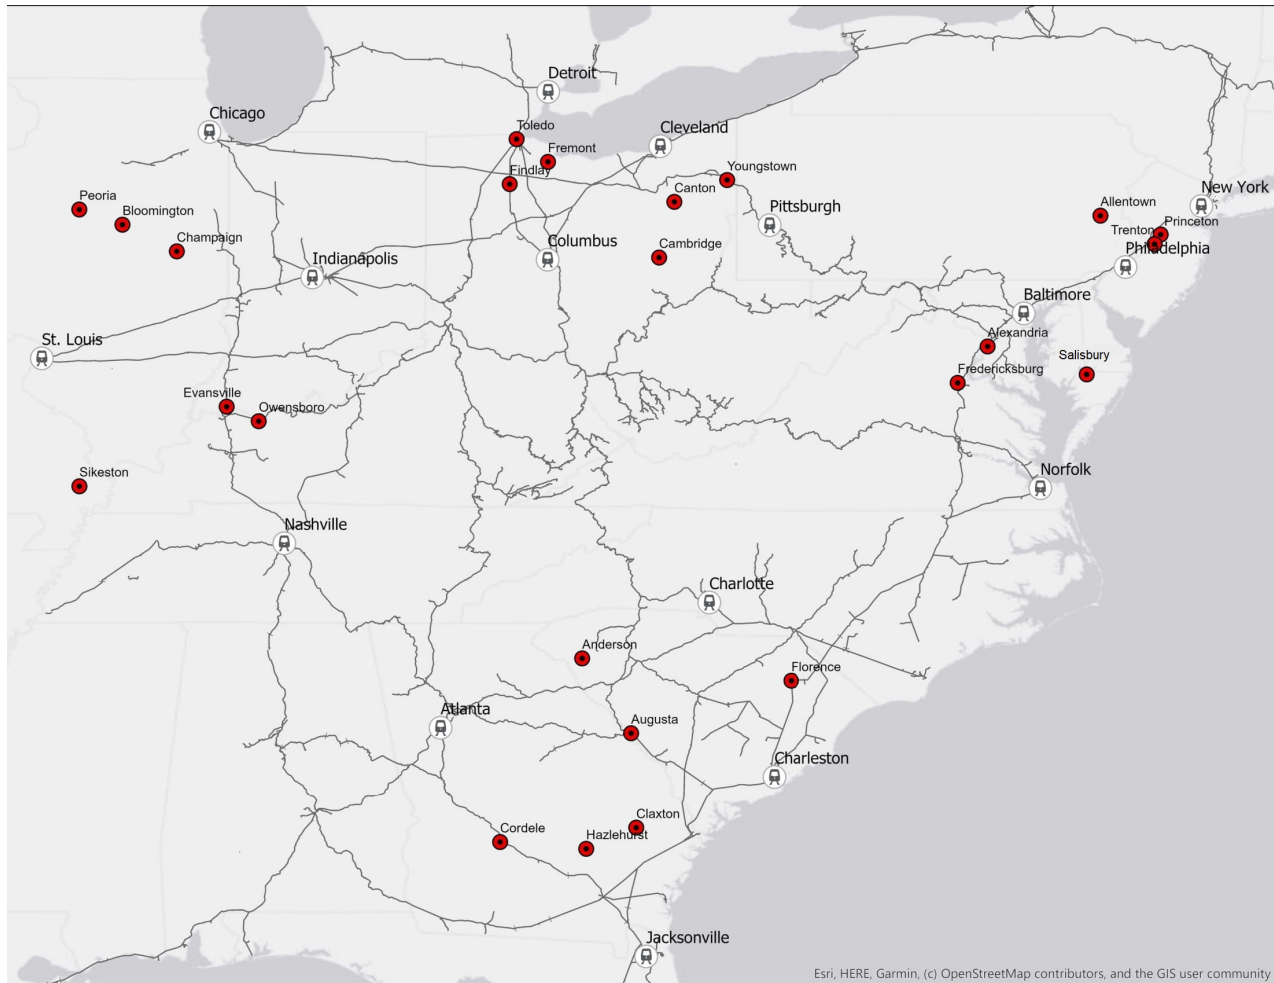 Detroit
Chicago
Toledo
Cleveland
Fremont
Findlay
Youngstown
Peoria
Canton
New York
Bloomington
Pittsburgh
Allentown
Princeton
Trenton
Champaign
Columbus
Cambridge
Philadelphia
Indianapolis
Baltimore
St. Louis
Alexandria
Salisbury
Fredericksburg
Evansville
Owensboro
Sikeston
Norfolk
Nashville
Charlotte
Anderson
Florence
Atlanta
Augusta
Charleston
Claxton
Cordele
Hazlehurst
Jacksonville
Esri, HERE, Garmin, (c) OpenStreetMap contributors, and the GIS user community